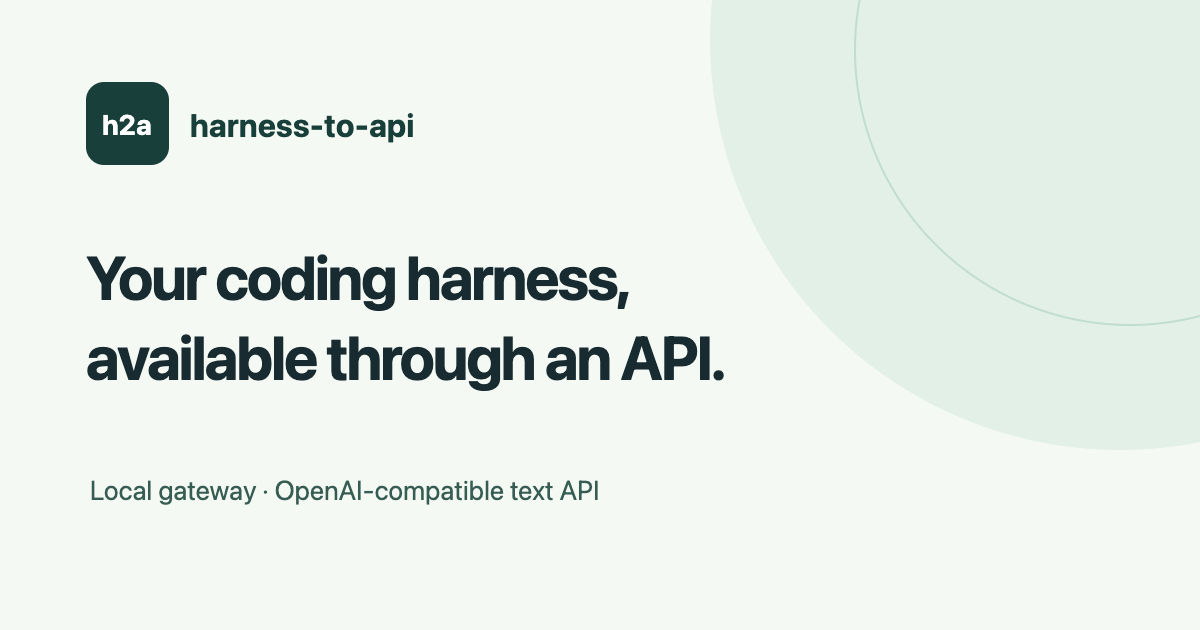 h2a
harness-to-api
Your coding harness,
available through an API.
Local gateway · OpenAI-compatible text API